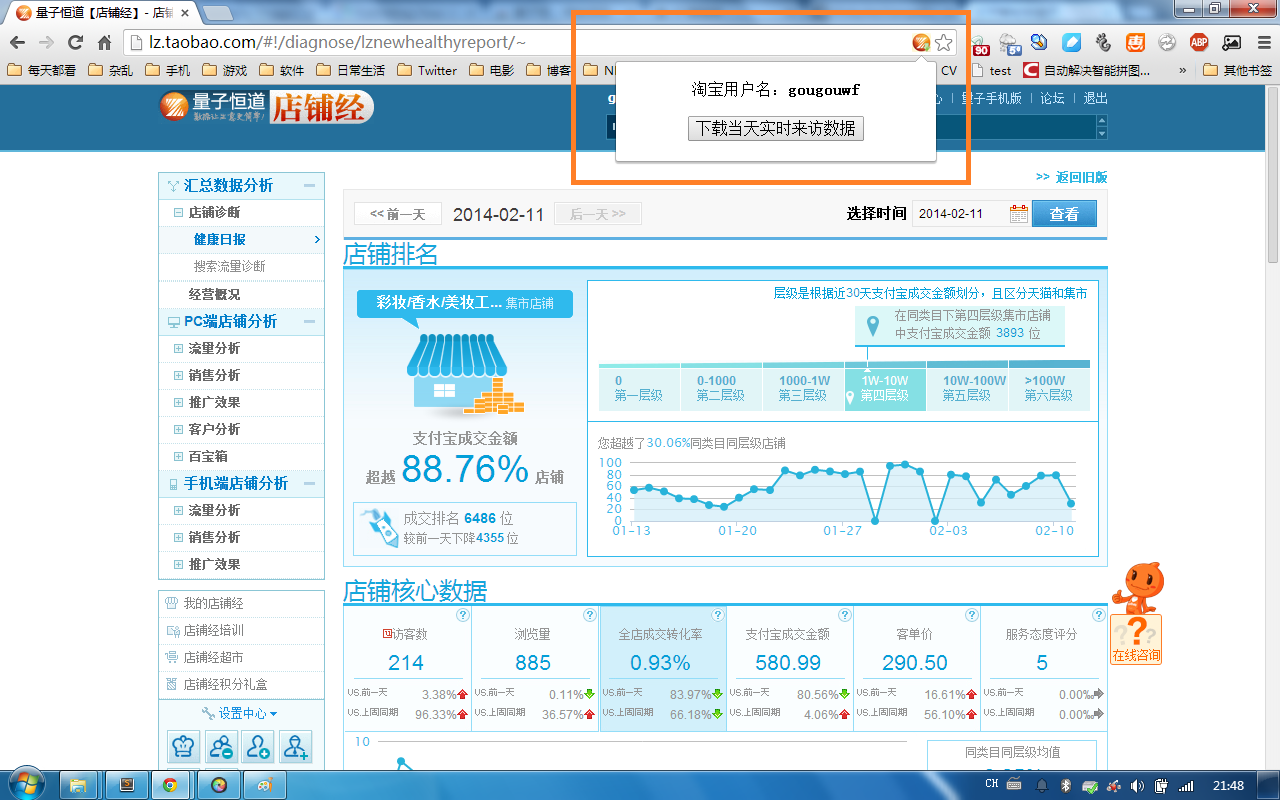 量子恒道【店铺经】- 店铺
lz.taobao.com/#!/diagnose/lznewhealthyreport/~
90
5°
ABP
每天都看
杂乱
手机
游戏
软件
日常生活
Twitter
电影
博客
CV
test
自动解决智能拼图...
»
其他书签
淘宝用户名：gougouwf
下载当天实时来访数据
量子恒道
店铺经
量子手机版
论坛
退出
>> 返回旧版
汇总数据分析
店铺诊断
健康日报
搜索流量诊断
经营概况
PC端店铺分析
流量分析
销售分析
推广效果
客户分析
百宝箱
手机端店铺分析
流量分析
销售分析
推广效果
我的店铺经
店铺经培训
店铺经超市
店铺经积分礼盒
设置中心
<< 前一天
2014-02-11
后一天 >>
选择时间
2014-02-11
查看
店铺排名
彩妆/香水/美妆工... 集市店铺
支付宝成交金额
超越 88.76% 店铺
成交排名 6486 位
较前一天下降4355 位
层级是根据近30天支付宝成交金额划分，且区分天猫和集市
在同类目下第四层级集市店铺
中支付宝成交金额 3893 位
0
第一层级
0-1000
第二层级
1000-1W
第三层级
1W-10W
第四层级
10W-100W
第五层级
>100W
第六层级
您超越了30.06%同类目同层级店铺
100
80
60
40
20
0
01-13
01-20
01-27
02-03
02-10
店铺核心数据
访客数
214
VS.前一天 3.38%
VS.上周同期 96.33%
浏览量
885
VS.前一天 0.11%
VS.上周同期 36.57%
全店成交转化率
0.93%
VS.前一天 83.97%
VS.上周同期 66.18%
支付宝成交金额
580.99
VS.前一天 80.56%
VS.上周同期 4.06%
客单价
290.50
VS.前一天 16.61%
VS.上周同期 56.10%
服务态度评分
5
VS.前一天 0.00%
VS.上周同期 0.00%
10
同类目同层级均值
???
在线咨询
CH
21:48